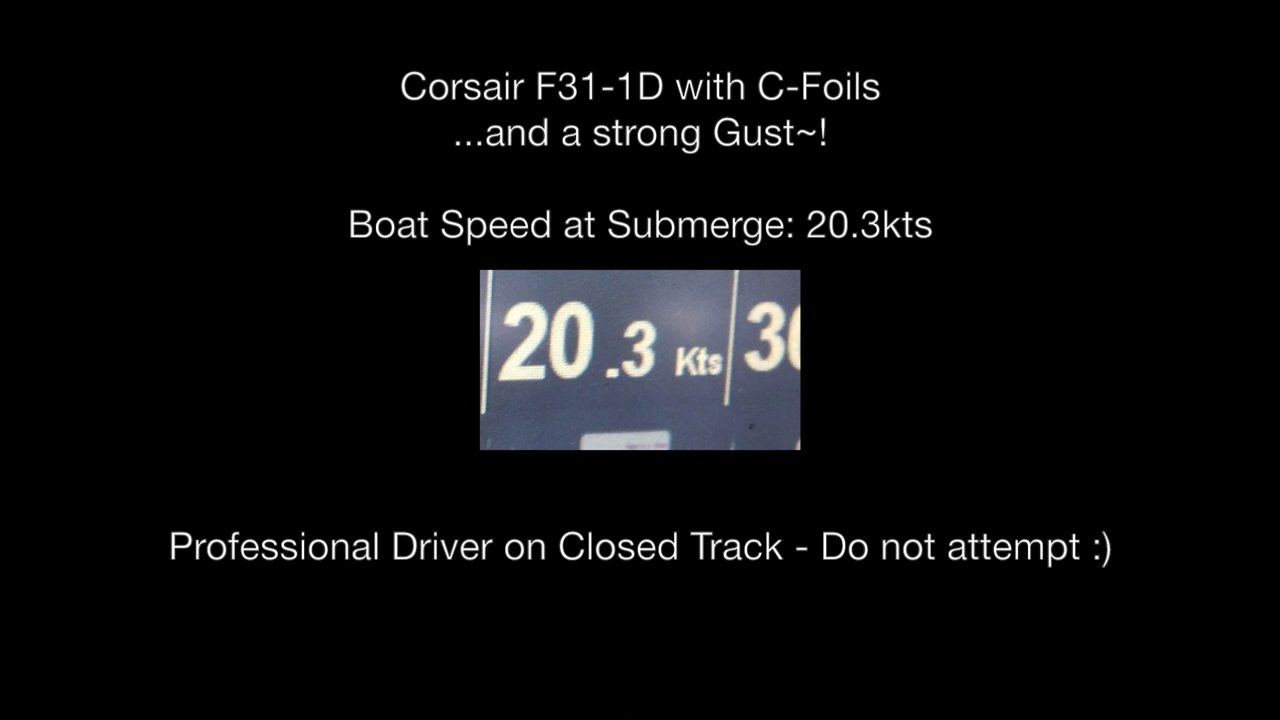 Corsair F31-1D with C-Foils
...and a strong Gust~!
Boat Speed at Submerge: 20.3kts
20.3 Kts
Professional Driver on Closed Track - Do not attempt :)